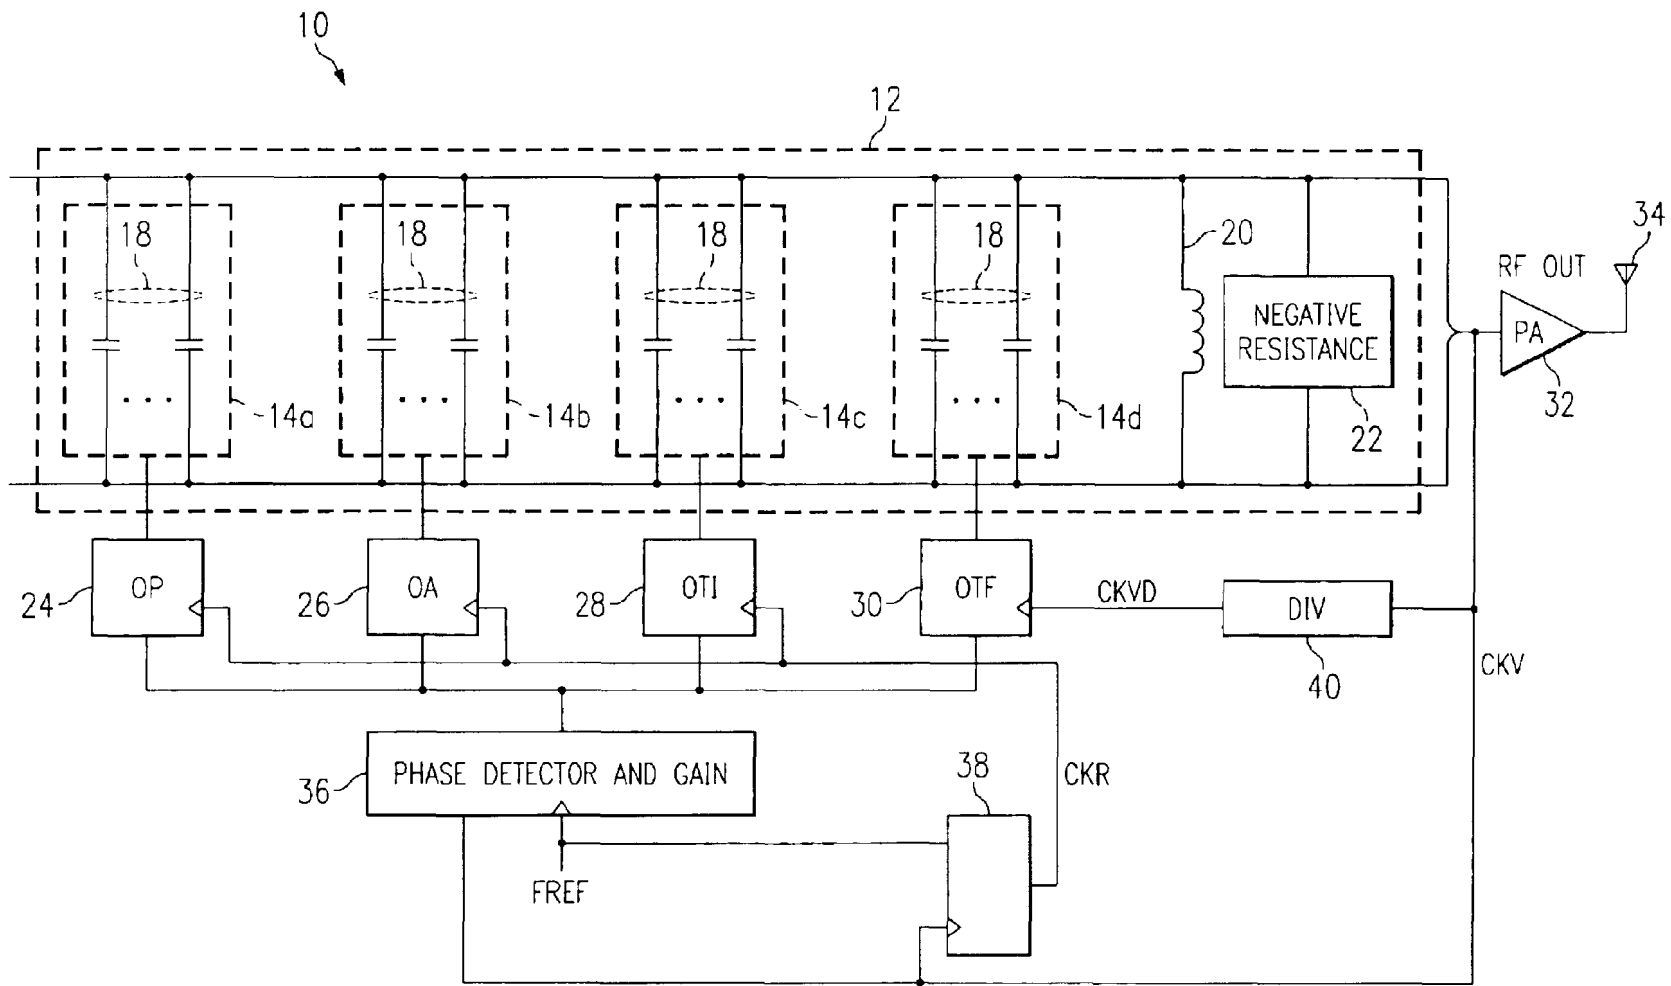 10
12
18
18
18
18
20
34
RF OUT
NEGATIVE
RESISTANCE
PA
14a
14b
14c
14d
22
32
24
OP
26
OA
28
OTI
30
OTF
CKVD
DIV
40
CKV
36
PHASE DETECTOR AND GAIN
38
CKR
FREF